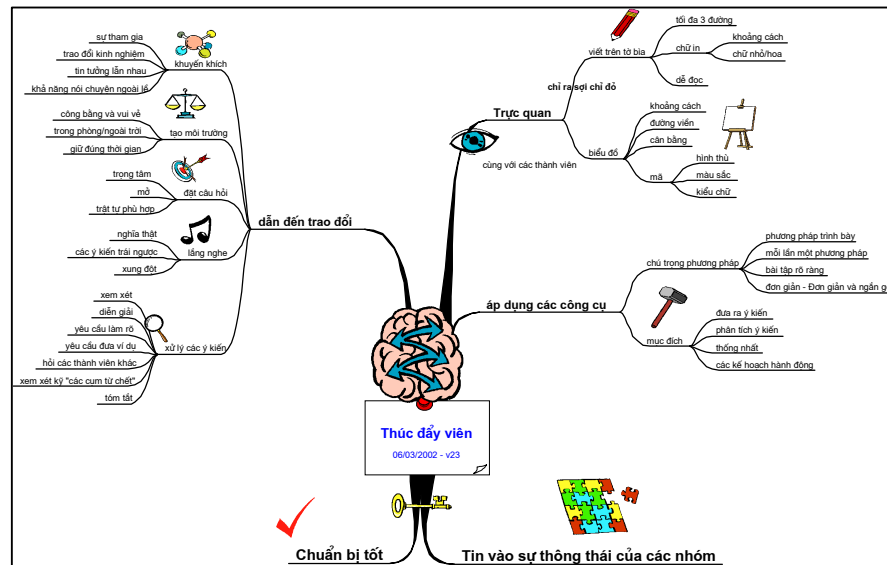 sự tham gia
trao đổi kinh nghiệm
tin tưởng lẫn nhau
khả năng nói chuyện ngoài lề
khuyến khích
công bằng và vui vẻ
trong phòng/ngoài trời
giữ đúng thời gian
tạo môi trường
trọng tâm
mở
trật tự phù hợp
đặt câu hỏi
nghĩa thật
các ý kiến trái ngược
xung đột
lắng nghe
xem xét
diễn giải
yêu cầu làm rõ
yêu cầu đưa ví dụ
hỏi các thành viên khác
xem xét kỹ "các cụm từ chết"
tóm tắt
xử lý các ý kiến
dẫn đến trao đổi
Trực quan
chỉ ra sợi chỉ đỏ
cùng với các thành viên
viết trên tờ bìa
tối đa 3 đường
chữ in
khoảng cách
chữ nhỏ/hoa
dễ đọc
biểu đồ
khoảng cách
đường viền
cân bằng
mã
hình thù
màu sắc
kiểu chữ
áp dụng các công cụ
chú trọng phương pháp
phương pháp trình bày
mỗi lần một phương pháp
bài tập rõ ràng
đơn giản - Đơn giản và ngắn gọ
mục đích
đưa ra ý kiến
phân tích ý kiến
thống nhất
các kế hoạch hành động
Thúc đẩy viên
06/03/2002 - v23
Chuẩn bị tốt
Tin vào sự thông thái của các nhóm